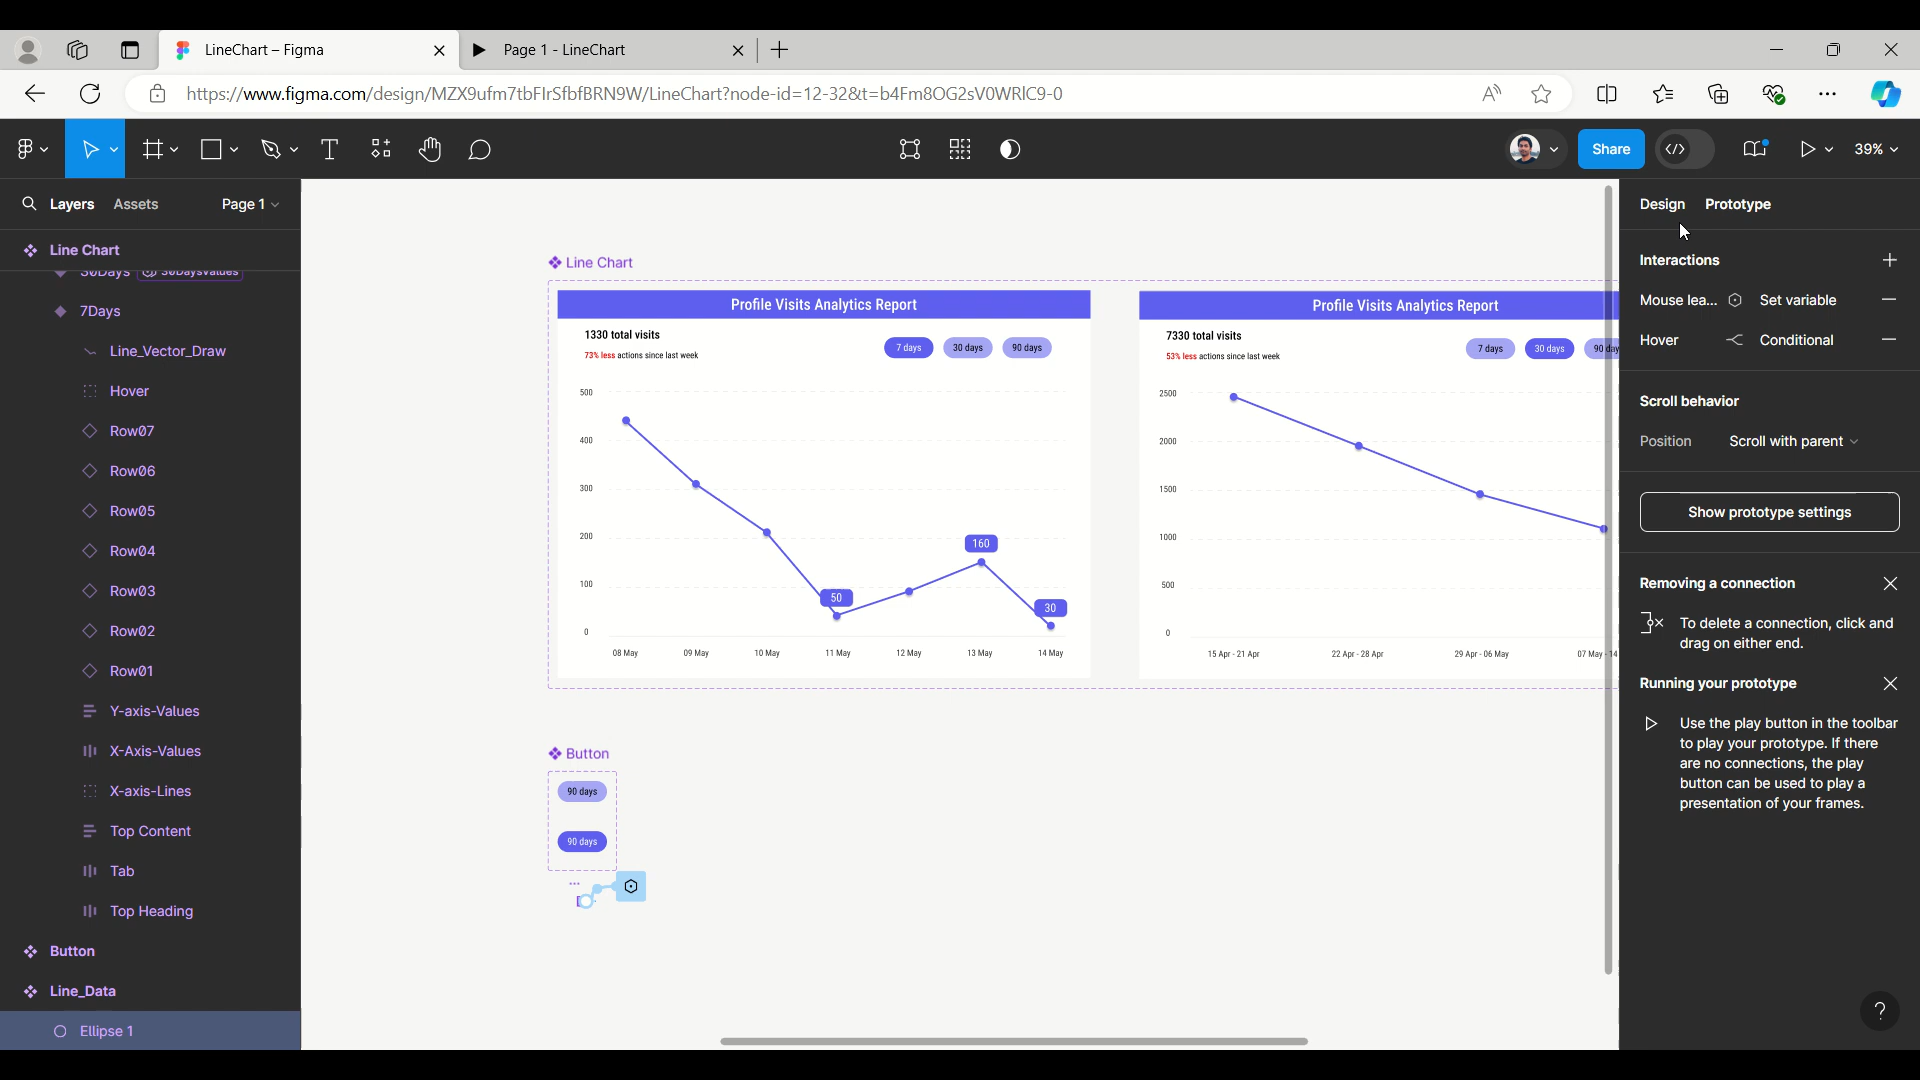 LineChart – Figma
Page 1 - LineChart
https://www.figma.com/design/MZX9ufm7tbFIrSfbfBRN9W/LineChart?node-id=12-32&t=b4Fm8OG2sV0WRlC9-0
Share
39%
Layers
Assets
Page 1
Line Chart
30Days
30DaysValues
7Days
Line_Vector_Draw
Hover
Row07
Row06
Row05
Row04
Row03
Row02
Row01
Y-axis-Values
X-Axis-Values
X-axis-Lines
Top Content
Tab
Top Heading
Button
Line_Data
Ellipse 1
Line Chart
Profile Visits Analytics Report
1330 total visits
73% less actions since last week
7 days
30 days
90 days
500
400
300
200
100
0
50
160
30
08 May
09 May
10 May
11 May
12 May
13 May
14 May
Profile Visits Analytics Report
7330 total visits
53% less actions since last week
7 days
30 days
90 day
2500
2000
1500
1000
500
0
15 Apr - 21 Apr
22 Apr - 28 Apr
29 Apr - 06 May
07 May - 14
Button
90 days
90 days
Design
Prototype
Interactions
Mouse lea...
Set variable
Hover
Conditional
Scroll behavior
Position
Scroll with parent
Show prototype settings
Removing a connection
To delete a connection, click and
drag on either end.
Running your prototype
Use the play button in the toolbar
to play your prototype. If there
are no connections, the play
button can be used to play a
presentation of your frames.
?